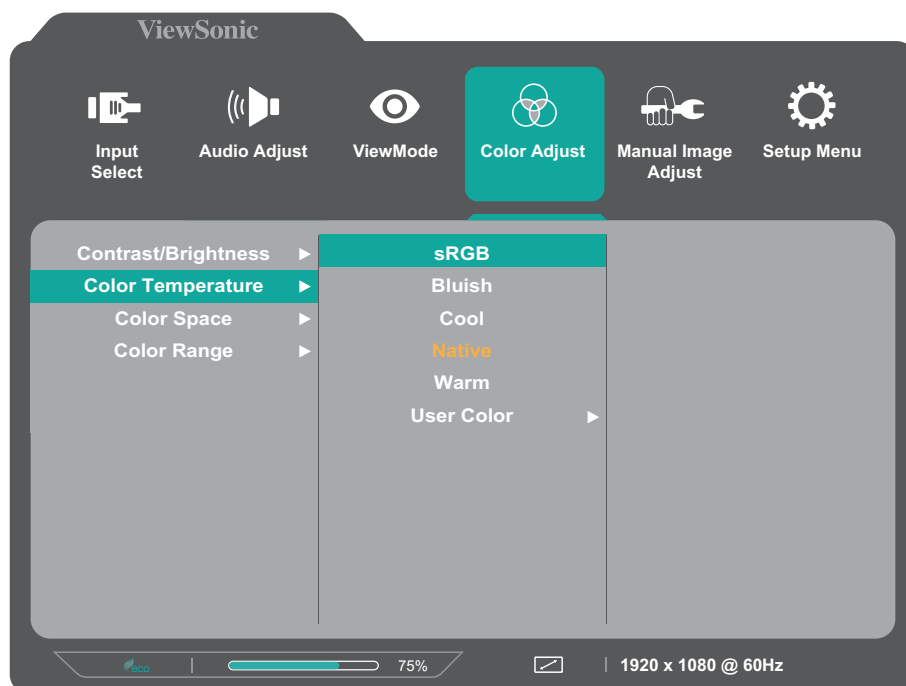 ViewSonic
Input Select
Audio Adjust
ViewMode
Color Adjust
Manual Image Adjust
Setup Menu
Contrast/Brightness
Color Temperature
Color Space
Color Range
sRGB
Bluish
Cool
Native
Warm
User Color
eco
75%
1920 x 1080 @ 60Hz